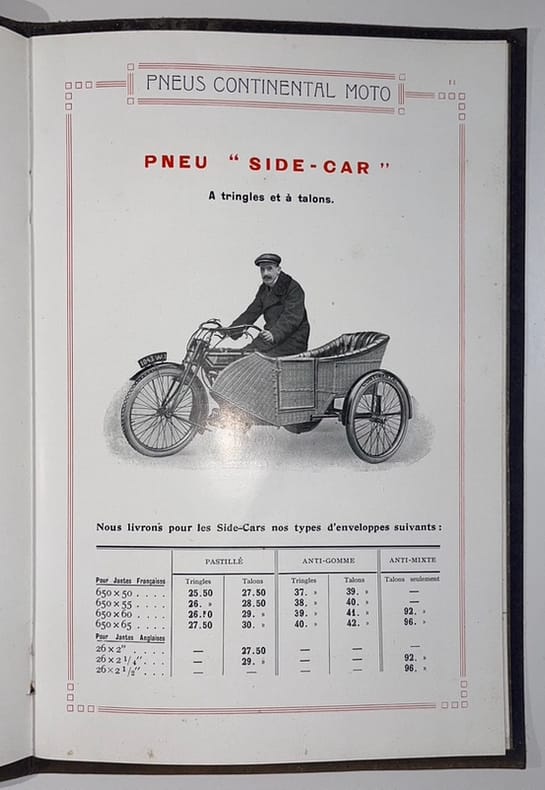 PNEUS CONTINENTAL MOTO
11
PNEU “ SIDE-CAR ”
A tringles et à talons.
1043 W
Nous livrons pour les Side-Cars nos types d'enveloppes suivants :
PASTILLÉ ANTI-GOMME ANTI-MIXTE
Pour Jantes Françaises Tringles Talons Tringles Talons Talons seulement
650 × 50 . . . . 25.50 27.50 37. » 39. » —
650 × 55 . . . . 26. » 28.50 38. » 40. » —
650 × 60 . . . . 26.50 29. » 39. » 41. » 92. »
650 × 65 . . . . 27.50 30. » 40. » 42. » 96. »
Pour Jantes Anglaises
26 × 2" . . . . . — 27.50 — — —
26 × 2 1/4" . . . — 29. » — — 92. »
26 × 2 1/2" . . . — — — — 96. »